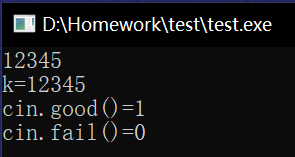 D:\Homework\test\test.exe
12345
k=12345
cin.good()=1
cin.fail()=0